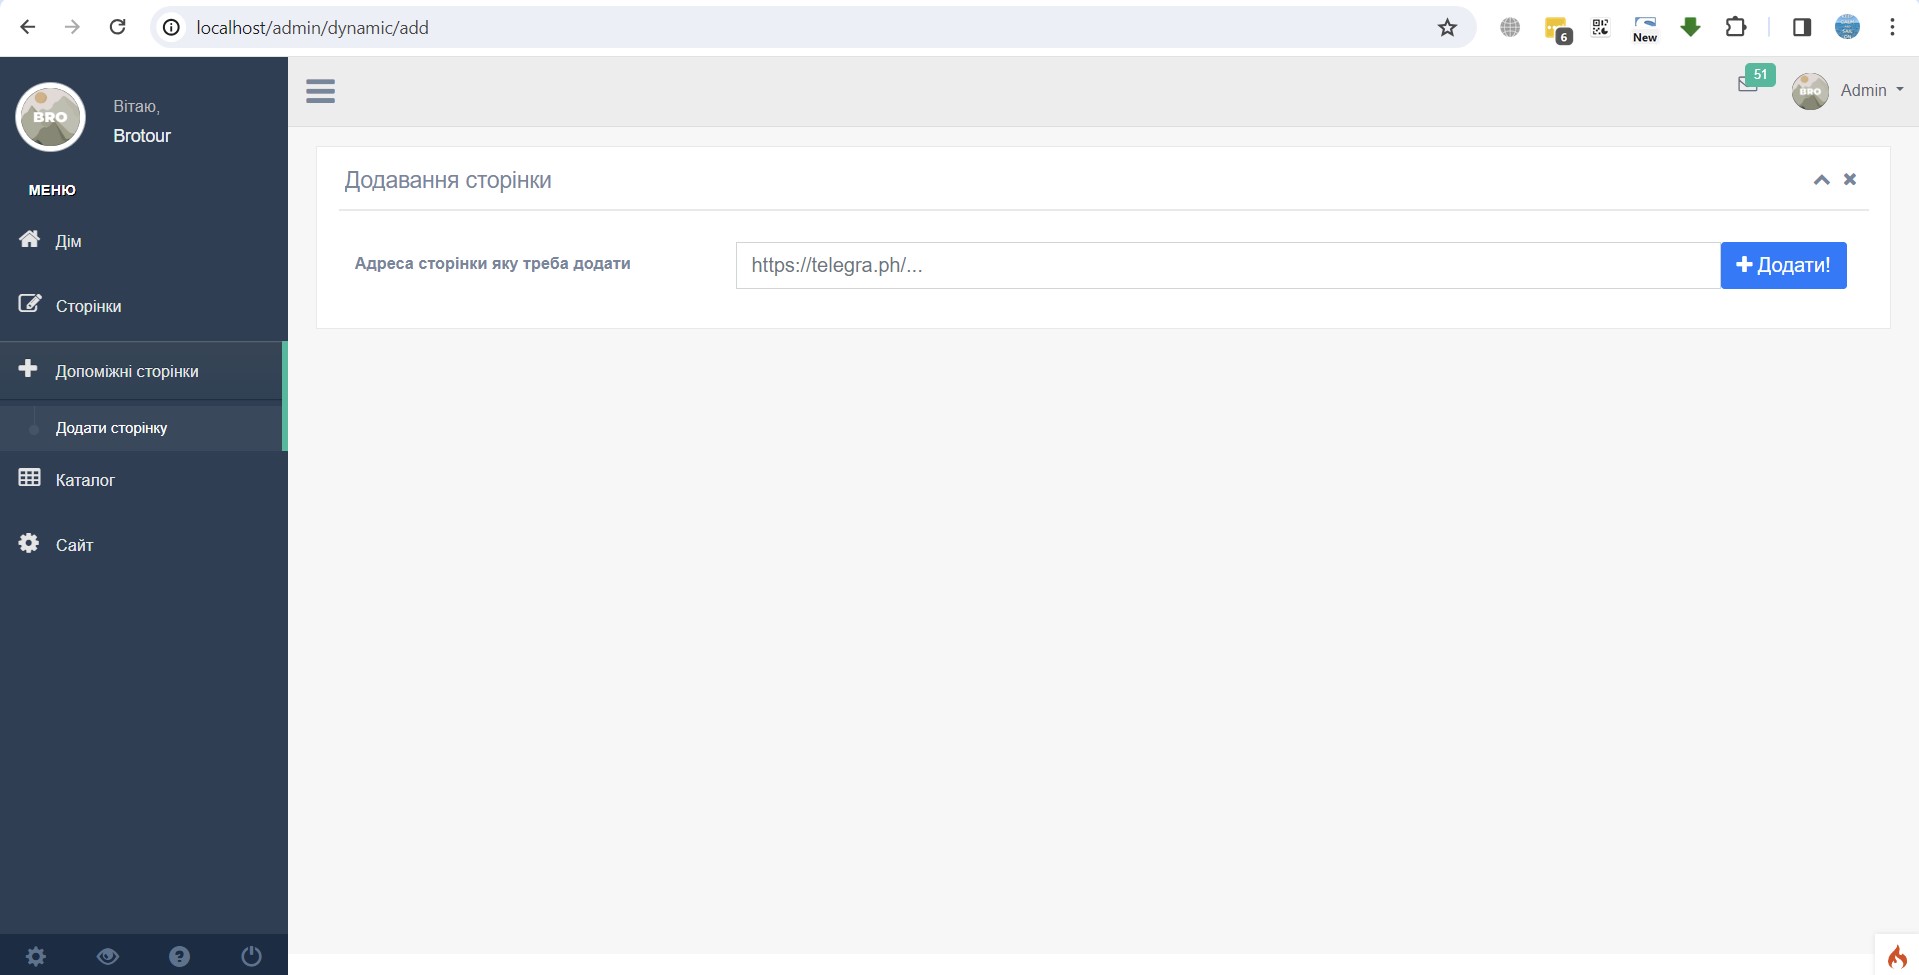 localhost/admin/dynamic/add
6
New
BRO
Вітаю,
Brotour
51
BRO
Admin
МЕНЮ
Дім
Сторінки
Допоміжні сторінки
Додати сторінку
Каталог
Сайт
Додавання сторінки
Адреса сторінки яку треба додати
https://telegra.ph/...
Додати!